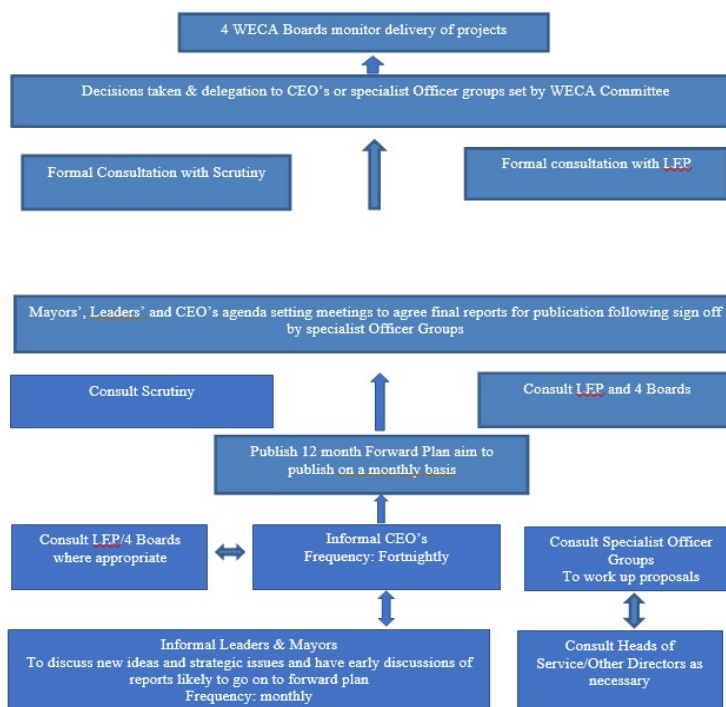 4 WECA Boards monitor delivery of projects
Decisions taken & delegation to CEO's or specialist Officer groups set by WECA Committee
Formal Consultation with Scrutiny
Formal consultation with LEP
Mayors', Leaders' and CEO's agenda setting meetings to agree final reports for publication following sign off
by specialist Officer Groups
Consult Scrutiny
Consult LEP and 4 Boards
Publish 12 month Forward Plan aim to
publish on a monthly basis
Consult LEP/4 Boards
where appropriate
Informal CEO's
Frequency: Fortnightly
Consult Specialist Officer
Groups
To work up proposals
Informal Leaders & Mayors
To discuss new ideas and strategic issues and have early discussions of
reports likely to go on to forward plan
Frequency: monthly
Consult Heads of
Service/Other Directors as
necessary